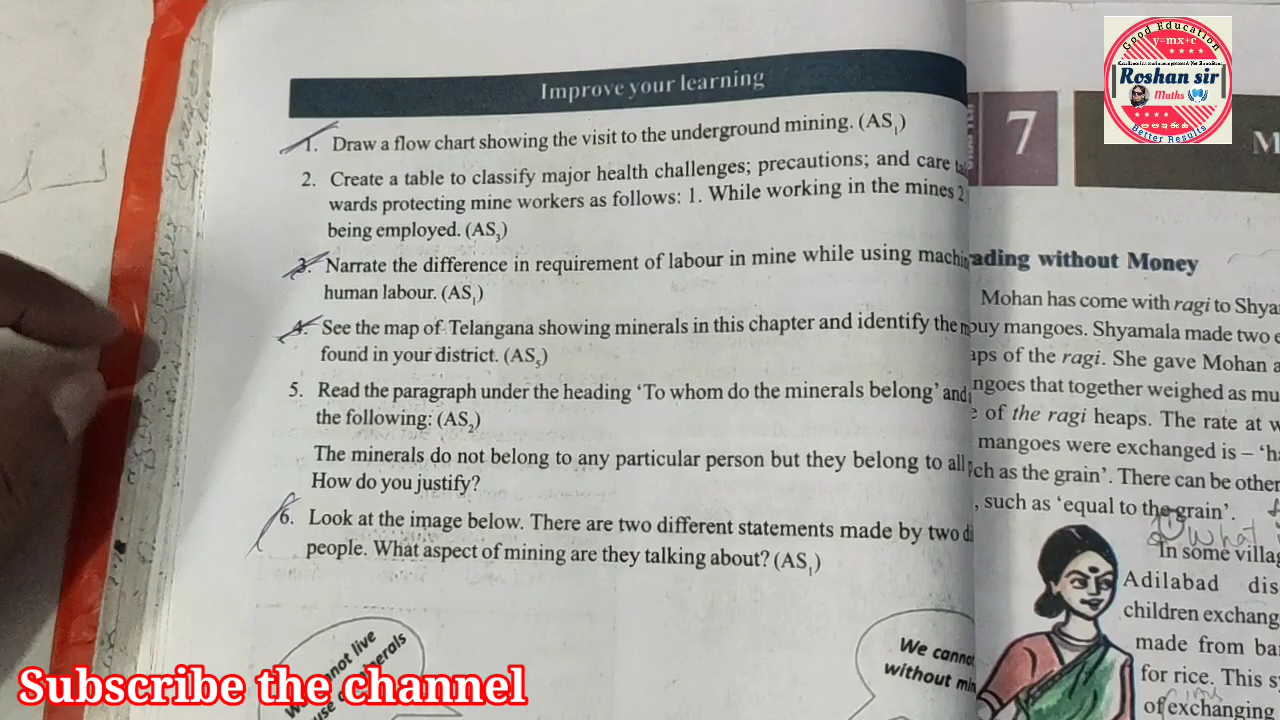 Improve your learning
1. Draw a flow chart showing the visit to the underground mining. (AS1)
2. Create a table to classify major health challenges; precautions; and care
wards protecting mine workers as follows: 1. While working in the mines 2.
being employed. (AS3)
3. Narrate the difference in requirement of labour in mine while using machin
human labour. (AS1)
4. See the map of Telangana showing minerals in this chapter and identify the
found in your district. (AS5)
5. Read the paragraph under the heading ‘To whom do the minerals belong’ and
the following: (AS2)
The minerals do not belong to any particular person but they belong to all
How do you justify?
6. Look at the image below. There are two different statements made by two
people. What aspect of mining are they talking about? (AS1)
We cannot
without min
7
M
ading without Money
Mohan has come with ragi to Shya
buy mangoes. Shyamala made two
aps of the ragi. She gave Mohan a
ngoes that together weighed as mu
of the ragi heaps. The rate at w
mangoes were exchanged is – ‘ha
ch as the grain’. There can be other
, such as ‘equal to the grain’.
what
In some villag
Adilabad dis
children exchang
made from ba
for rice. This s
of exchanging
Good Education
y=mx+c
Roshan sir
Maths
Better Results
Subscribe the channel